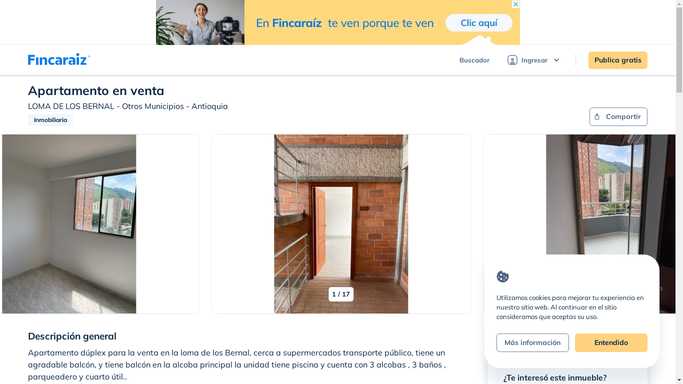 En Fincaraíz te ven porque te ven
Clic aquí
Fincaraíz
Buscador
Ingresar
Publica gratis
Apartamento en venta
LOMA DE LOS BERNAL - Otros Municipios - Antioquia
Inmobiliaria
Compartir
1 / 17
Utilizamos cookies para mejorar tu experiencia en
nuestro sitio web. Al continuar en el sitio
consideramos que aceptas su uso.
Más información
Entendido
Descripción general
Apartamento dúplex para la venta en la loma de los Bernal, cerca a supermercados transporte público, tiene un
agradable balcón, y tiene balcón en la alcoba principal la unidad tiene piscina y cuenta con 3 alcobas , 3 baños ,
parqueadero y cuarto útil..
¿Te interesó este inmueble?